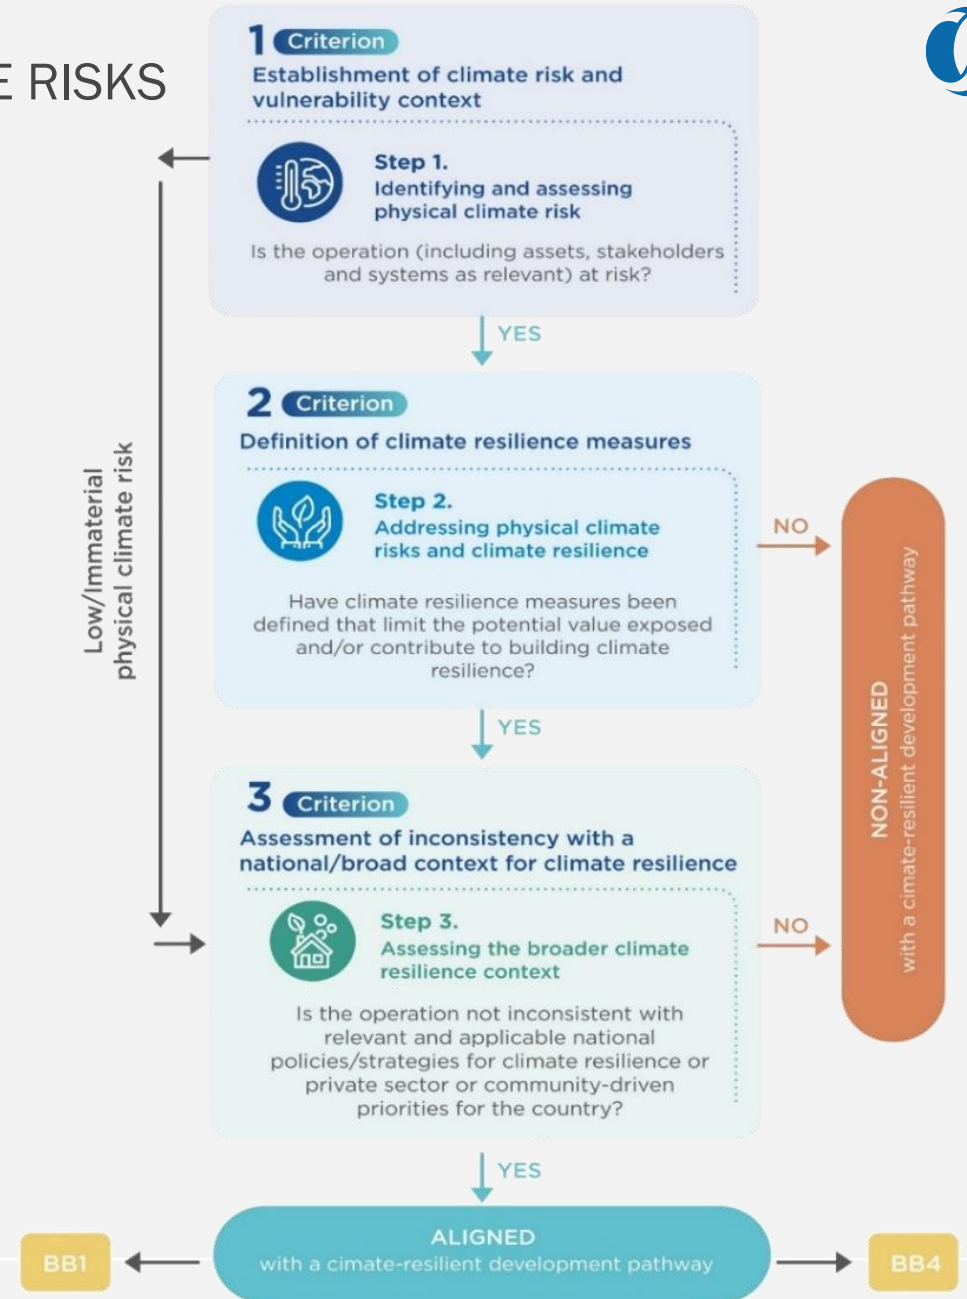 E RISKS
1 Criterion
Establishment of climate risk and
vulnerability context
Step 1.
Identifying and assessing
physical climate risk
Is the operation (including assets, stakeholders
and systems as relevant) at risk?
YES
2 Criterion
Definition of climate resilience measures
Step 2.
Addressing physical climate
risks and climate resilience
Have climate resilience measures been
defined that limit the potential value exposed
and/or contribute to building climate
resilience?
NO
YES
Low/Immaterial
physical climate risk
NON-ALIGNED
with a cimate-resilient development pathway
3 Criterion
Assessment of inconsistency with a
national/broad context for climate resilience
Step 3.
Assessing the broader climate
resilience context
Is the operation not inconsistent with
relevant and applicable national
policies/strategies for climate resilience or
private sector or community-driven
priorities for the country?
NO
YES
BB1
ALIGNED
with a cimate-resilient development pathway
BB4